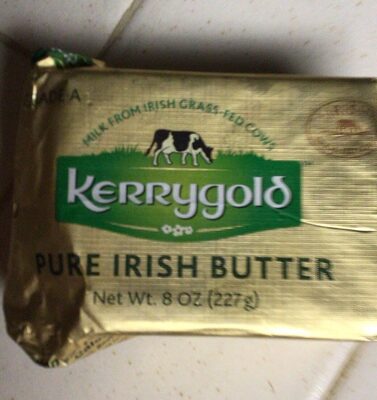 MILK FROM IRISH GRASS-FED COWS
Kerrygold
PURE IRISH BUTTER
Net Wt. 8 OZ (227g)